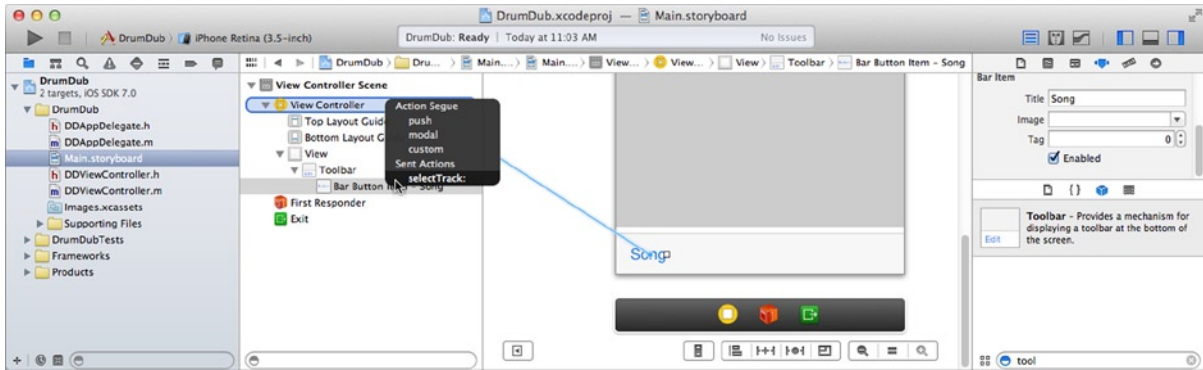 DrumDub.xcodeproj — Main.storyboard
DrumDub iPhone Retina (3.5-inch)
DrumDub: Ready | Today at 11:03 AM
No Issues
DrumDub Dru... Main.... Main.... View... View... View Toolbar Bar Button Item - Song
DrumDub
2 targets, iOS SDK 7.0
DrumDub
h DDAppDelegate.h
m DDAppDelegate.m
Main.storyboard
h DDViewController.h
m DDViewController.m
Images.xcassets
Supporting Files
DrumDubTests
Frameworks
Products
View Controller Scene
View Controller
Top Layout Guid
Bottom Layout G
View
Toolbar
Bar Button Item - Song
First Responder
Exit
Action Segue
push
modal
custom
Sent Actions
selectTrack:
Song
Bar Item
Title Song
Image
Tag 0
Enabled
Toolbar - Provides a mechanism for
displaying a toolbar at the bottom of
the screen.
Edit
tool